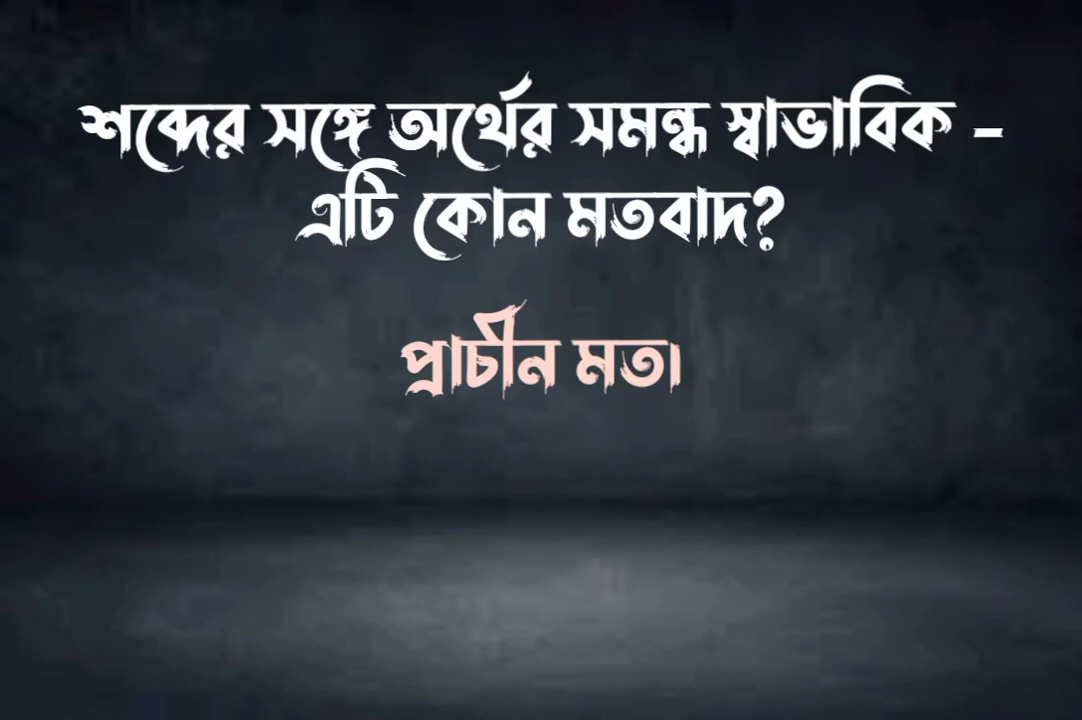 শব্দের সঙ্গে অর্থের সমন্ধ স্বাভাবিক -
এটি কোন মতবাদ?
প্রাচীন মত।